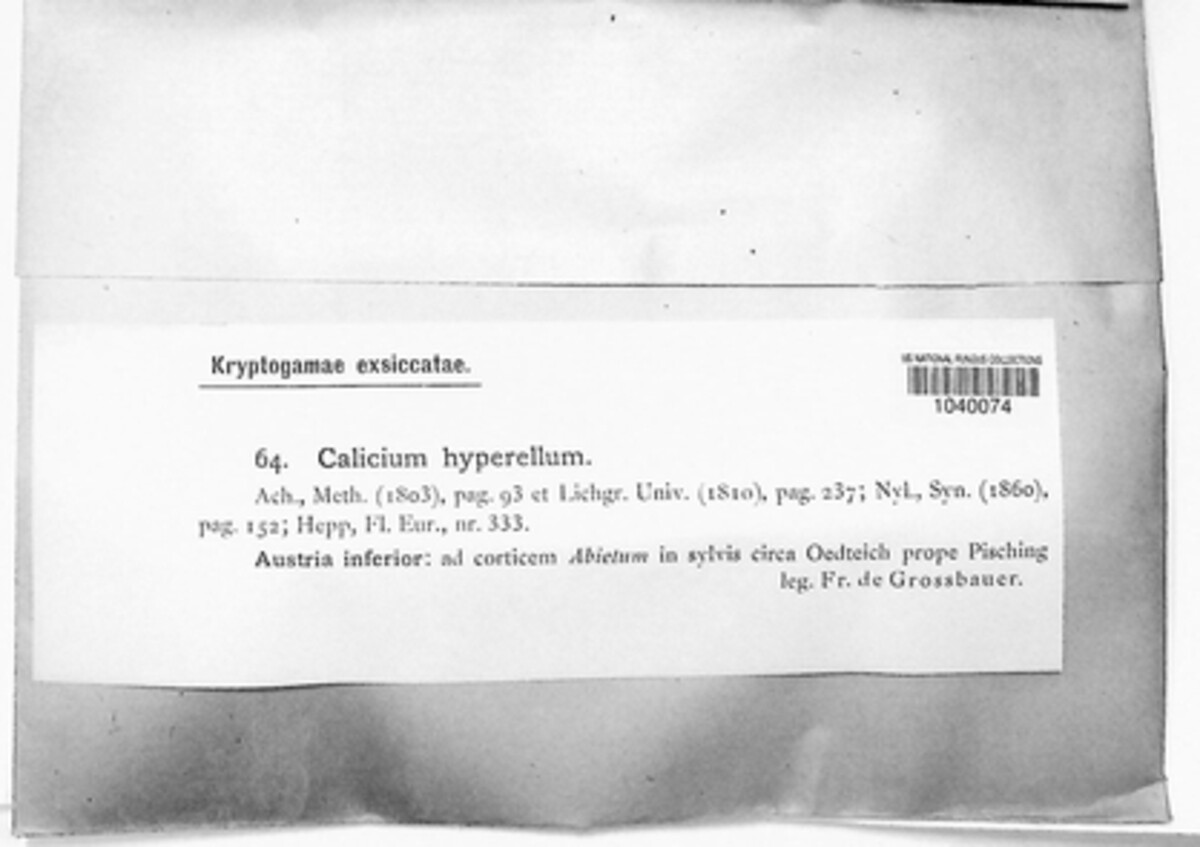 Kryptogamae exsiccatae.
US NATIONAL FUNGUS COLLECTIONS
1040074
64. Calicium hyperellum.
Ach., Meth. (1803), pag. 93 et Lichgr. Univ. (1810), pag. 237; Nyl., Syn. (1860),
pag. 152; Hepp, Fl. Eur., nr. 333.
Austria inferior: ad corticem Abietum in sylvis circa Oedteich prope Pisching
leg. Fr. de Grossbauer.